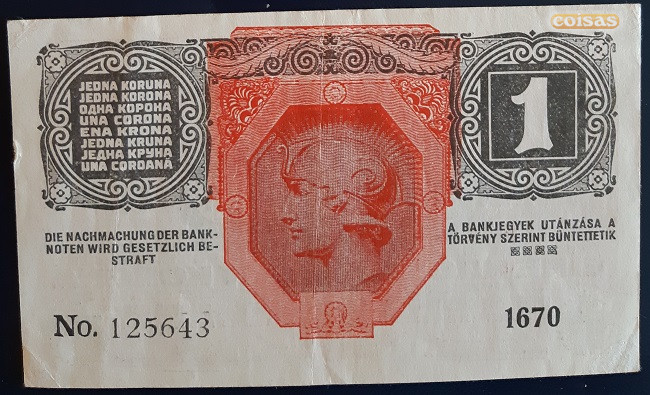 coisas
JEDNA KORUNA
JEDNA KORONA
ОДНА КОРОНА
UNA CORONA
ENA KRONA
JEDNA KRUNA
ЈЕДНА КРУНА
UNA COROANĂ
1
DIE NACHMACHUNG DER BANK-
NOTEN WIRD GESETZLICH BE-
STRAFT
A BANKJEGYEK UTÁNZÁSA A
TÖRVÉNY SZERINT BÜNTETTETIK
No. 125643
1670